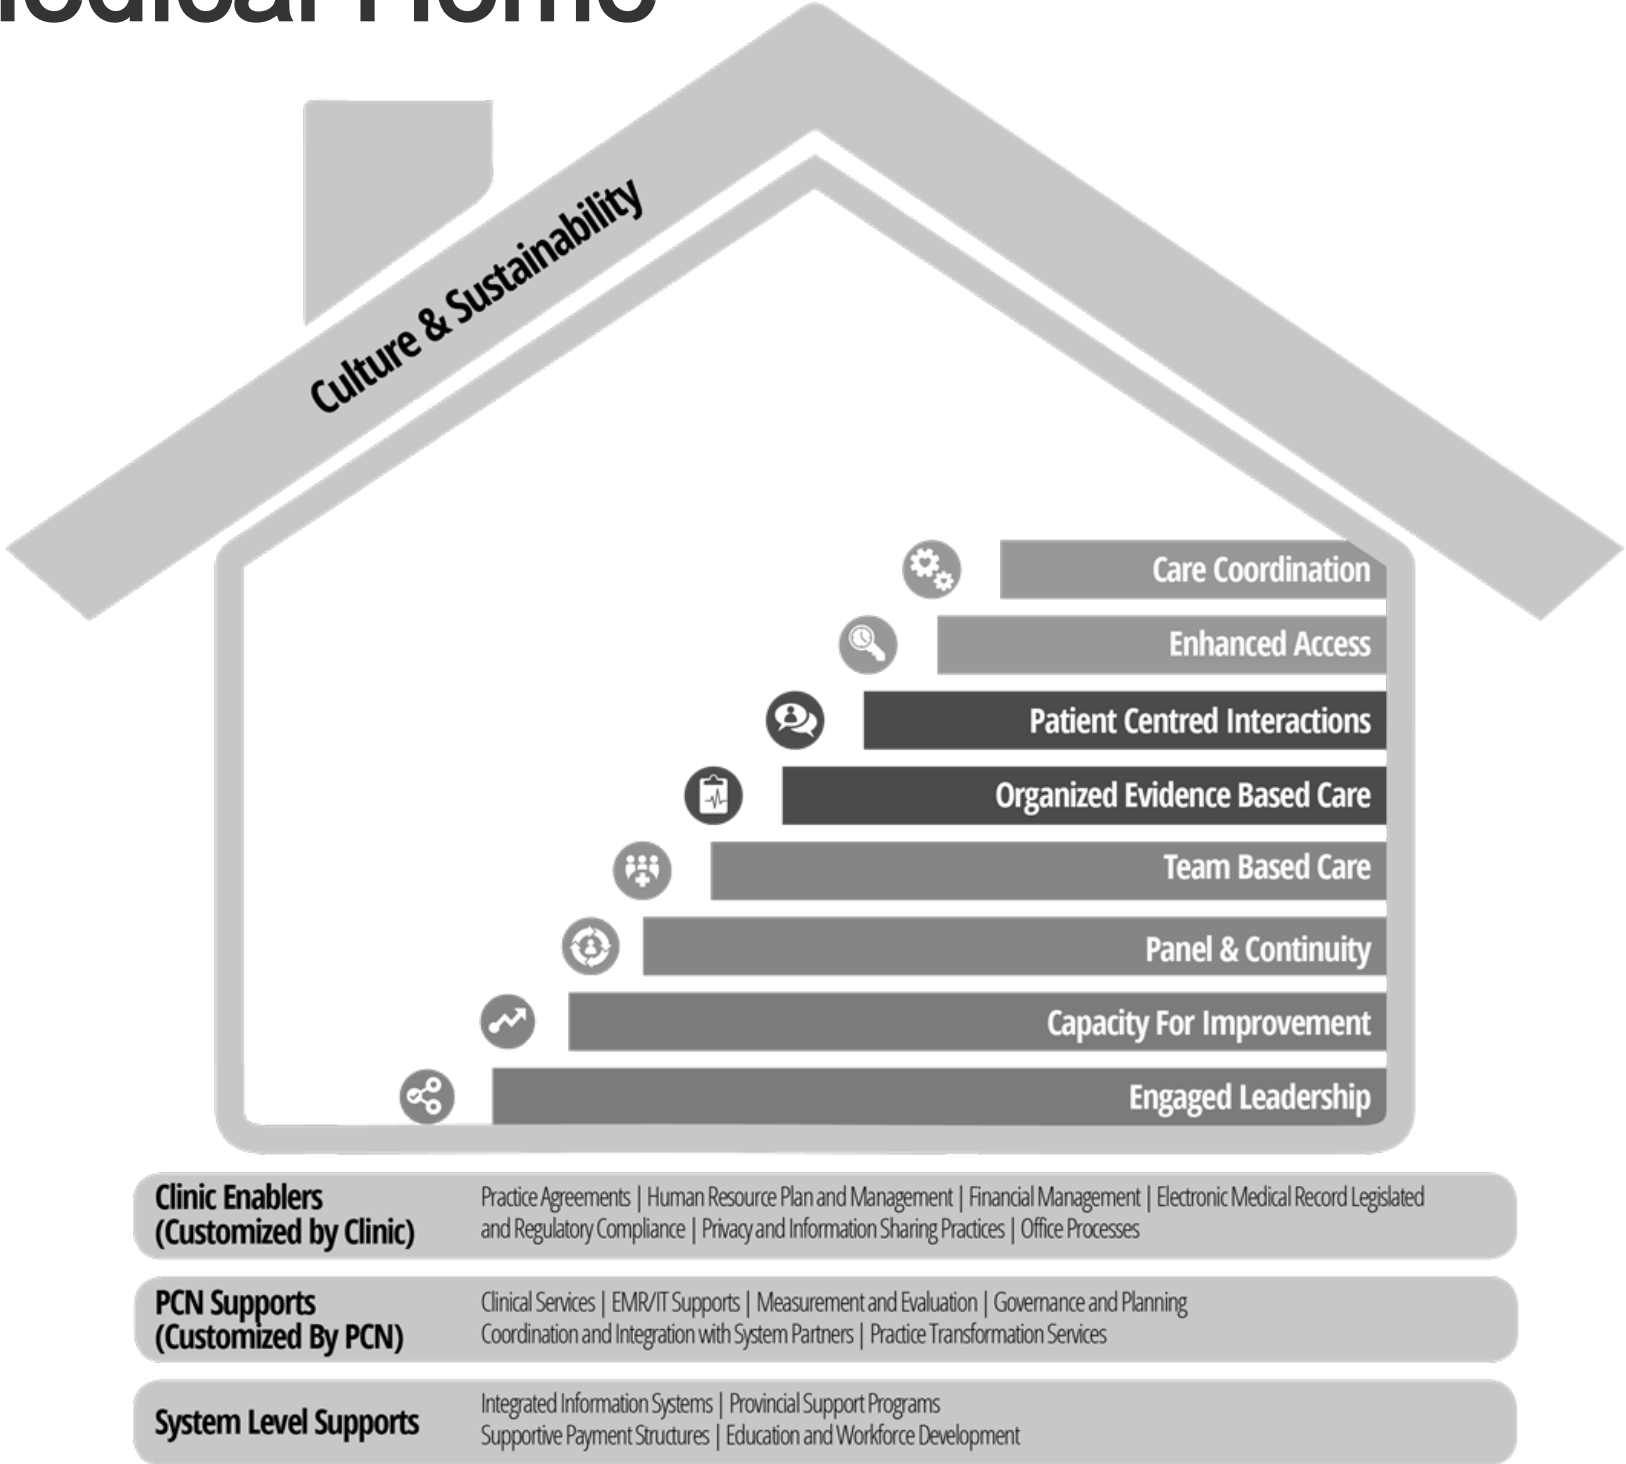 Medical Home
Culture & Sustainability
Care Coordination
Enhanced Access
Patient Centred Interactions
Organized Evidence Based Care
Team Based Care
Panel & Continuity
Capacity For Improvement
Engaged Leadership
Clinic Enablers
(Customized by Clinic)
Practice Agreements | Human Resource Plan and Management | Financial Management | Electronic Medical Record Legislated
and Regulatory Compliance | Privacy and Information Sharing Practices | Office Processes
PCN Supports
(Customized By PCN)
Clinical Services | EMR/IT Supports | Measurement and Evaluation | Governance and Planning
Coordination and Integration with System Partners | Practice Transformation Services
System Level Supports
Integrated Information Systems | Provincial Support Programs
Supportive Payment Structures | Education and Workforce Development